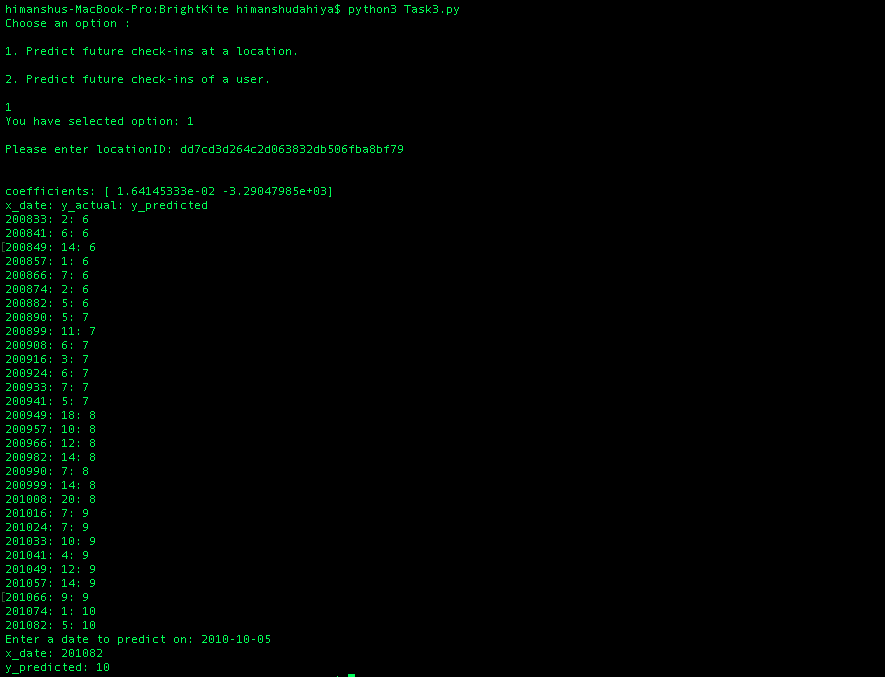 himanshus-MacBook-Pro:BrightKite himanshudahiya$ python3 Task3.py
Choose an option :
1. Predict future check-ins at a location.
2. Predict future check-ins of a user.
1
You have selected option: 1
Please enter locationID: dd7cd3d264c2d063832db506fba8bf79
coefficients: [ 1.64145333e-02 -3.29047985e+03]
x_date: y_actual: y_predicted
200833: 2: 6
200841: 6: 6
[200849: 14: 6
200857: 1: 6
200866: 7: 6
200874: 2: 6
200882: 5: 6
200890: 5: 7
200899: 11: 7
200908: 6: 7
200916: 3: 7
200924: 6: 7
200933: 7: 7
200941: 5: 7
200949: 18: 8
200957: 10: 8
200966: 12: 8
200982: 14: 8
200990: 7: 8
200999: 14: 8
201008: 20: 8
201016: 7: 9
201024: 7: 9
201033: 10: 9
201041: 4: 9
201049: 12: 9
201057: 14: 9
[201066: 9: 9
201074: 1: 10
201082: 5: 10
Enter a date to predict on: 2010-10-05
x_date: 201082
y_predicted: 10